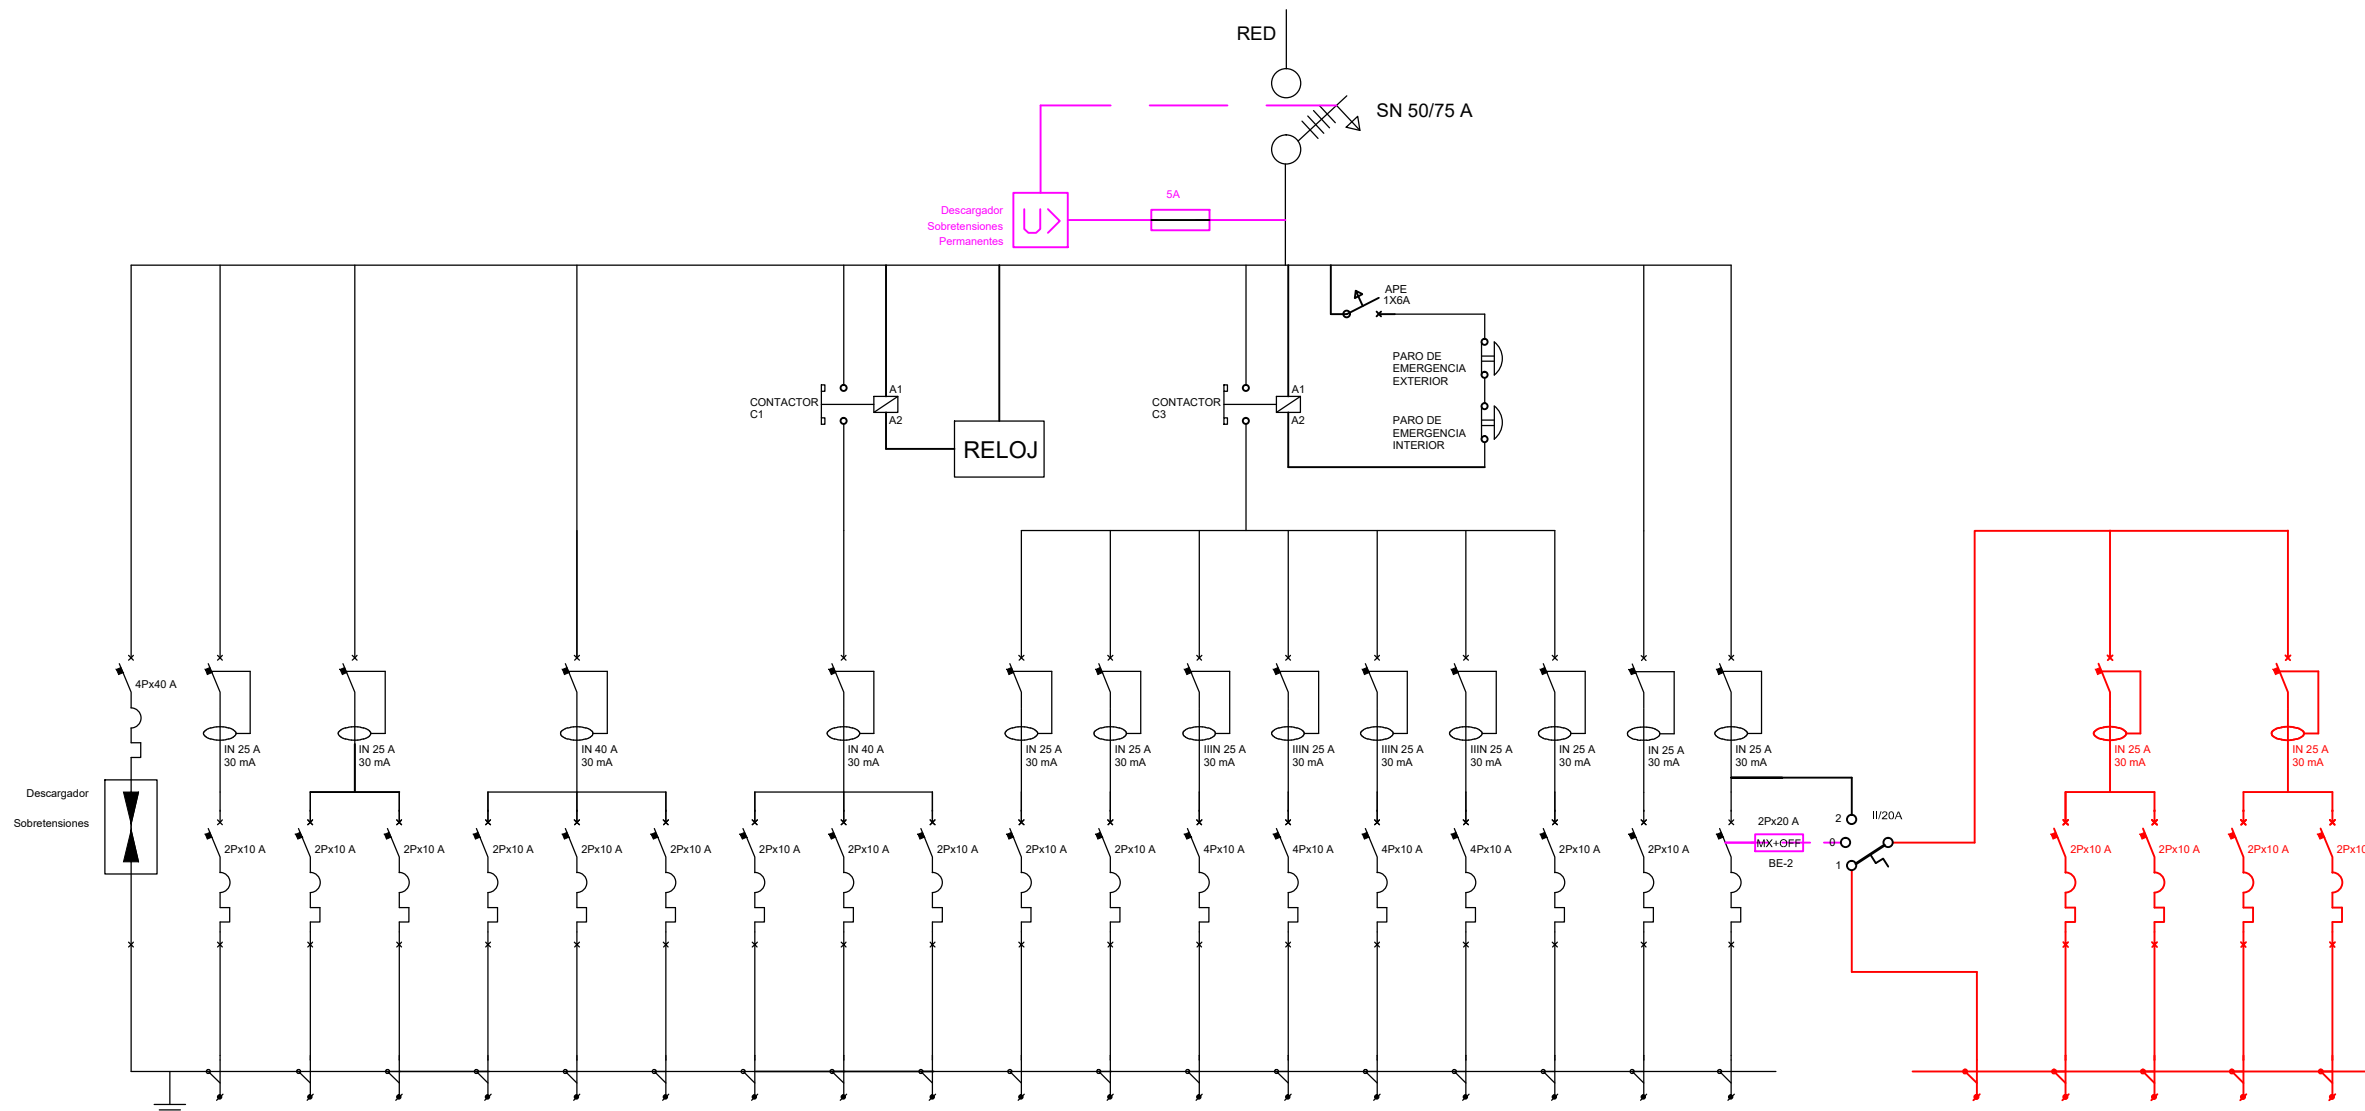 RED
SN 50/75 A
5A
Descargador
Sobretensiones
Permanentes
U>
APE
1X6A
PARO DE
EMERGENCIA
EXTERIOR
CONTACTOR
C1
A1
A2
CONTACTOR
C3
A1
A2
PARO DE
EMERGENCIA
INTERIOR
RELOJ
4Px40 A
IN 25 A
30 mA
IN 25 A
30 mA
IN 40 A
30 mA
IN 40 A
30 mA
IN 25 A
30 mA
IN 25 A
30 mA
IIIN 25 A
30 mA
IIIN 25 A
30 mA
IIIN 25 A
30 mA
IIIN 25 A
30 mA
IN 25 A
30 mA
IN 25 A
30 mA
IN 25 A
30 mA
IN 25 A
30 mA
IN 25 A
30 mA
Descargador
Sobretensiones
2Px10 A
2Px10 A
2Px10 A
2Px10 A
2Px10 A
2Px10 A
2Px10 A
2Px10 A
2Px10 A
2Px10 A
2Px10 A
4Px10 A
4Px10 A
4Px10 A
4Px10 A
2Px10 A
2Px10 A
2Px20 A
MX+OFF
BE-2
2
0
1
II/20A
2Px10 A
2Px10 A
2Px10 A
2Px10